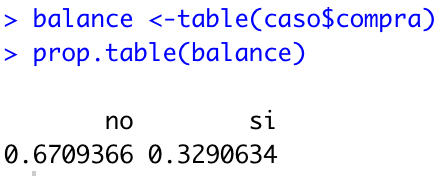 > balance <-table(caso$compra)
> prop.table(balance)
no si
0.6709366 0.3290634